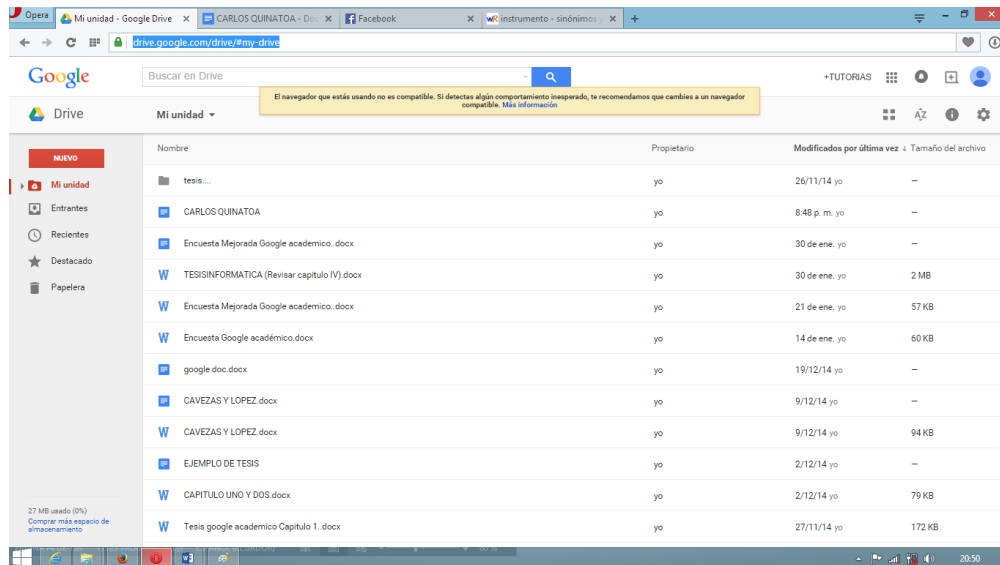 Opera
Mi unidad - Google Drive
CARLOS QUINATOA - Do
Facebook
instrumento - sinónimos y
drive.google.com/drive/#my-drive
Google
Buscar en Drive
+TUTORIAS
El navegador que estás usando no es compatible. Si detectas algún comportamiento inesperado, te recomendamos que cambies a un navegador
compatible. Más información
Drive
Mi unidad
AZ
NUEVO
Mi unidad
Entrantes
Recientes
Destacado
Papelera
27 MB usado (0%)
Comprar más espacio de
almacenamiento
Nombre Propietario Modificados por última vez Tamaño del archivo
tesis.... yo 26/11/14 yo —
CARLOS QUINATOA yo 8:48 p. m. yo —
Encuesta Mejorada Google academico..docx yo 30 de ene. yo —
TESISINFORMATICA (Revisar capitulo IV).docx yo 30 de ene. yo 2 MB
Encuesta Mejorada Google academico..docx yo 21 de ene. yo 57 KB
Encuesta Google académico.docx yo 14 de ene. yo 60 KB
google doc.docx yo 19/12/14 yo —
CAVEZAS Y LOPEZ.docx yo 9/12/14 yo —
CAVEZAS Y LOPEZ.docx yo 9/12/14 yo 94 KB
EJEMPLO DE TESIS yo 2/12/14 yo —
CAPITULO UNO Y DOS.docx yo 2/12/14 yo 79 KB
Tesis google academico Capitulo 1..docx yo 27/11/14 yo 172 KB
20:50